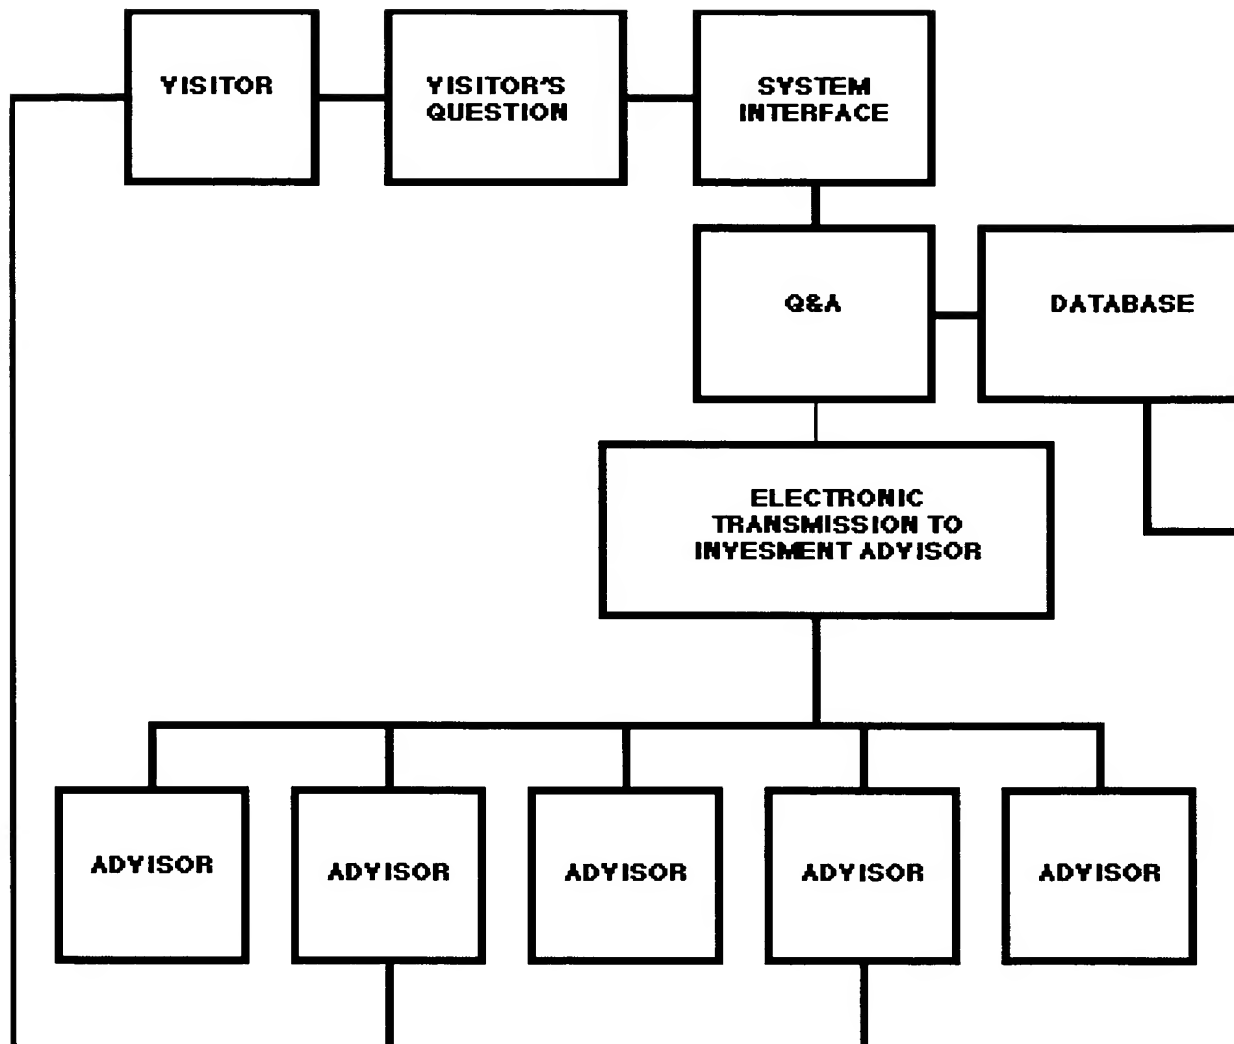 VISITOR
VISITOR'S
QUESTION
SYSTEM
INTERFACE
Q&A
DATABASE
ELECTRONIC
TRANSMISSION TO
INVESMENT ADVISOR
ADVISOR
ADVISOR
ADVISOR
ADVISOR
ADVISOR